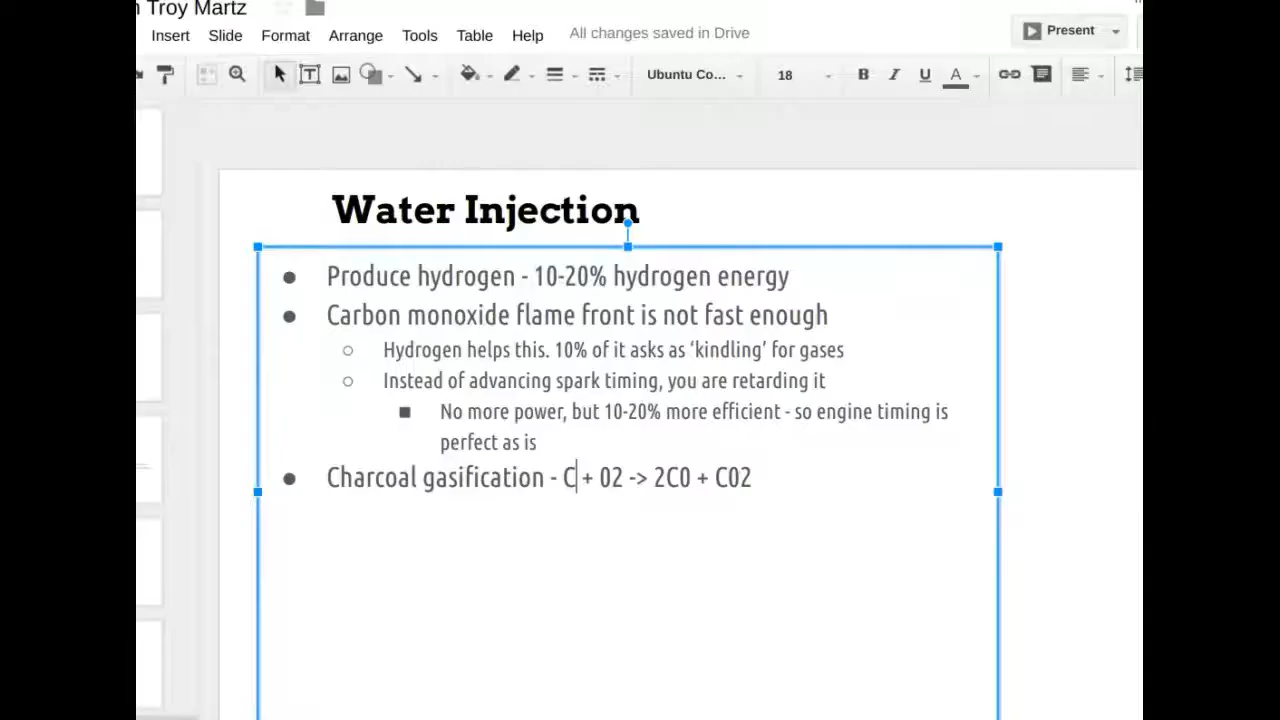 Troy Martz
Insert Slide Format Arrange Tools Table Help All changes saved in Drive
Present
Ubuntu Co... 18 B I U A
Water Injection
● Produce hydrogen - 10-20% hydrogen energy
● Carbon monoxide flame front is not fast enough
○ Hydrogen helps this. 10% of it asks as ‘kindling’ for gases
○ Instead of advancing spark timing, you are retarding it
■ No more power, but 10-20% more efficient - so engine timing is
perfect as is
● Charcoal gasification - C + 02 -> 2C0 + C02